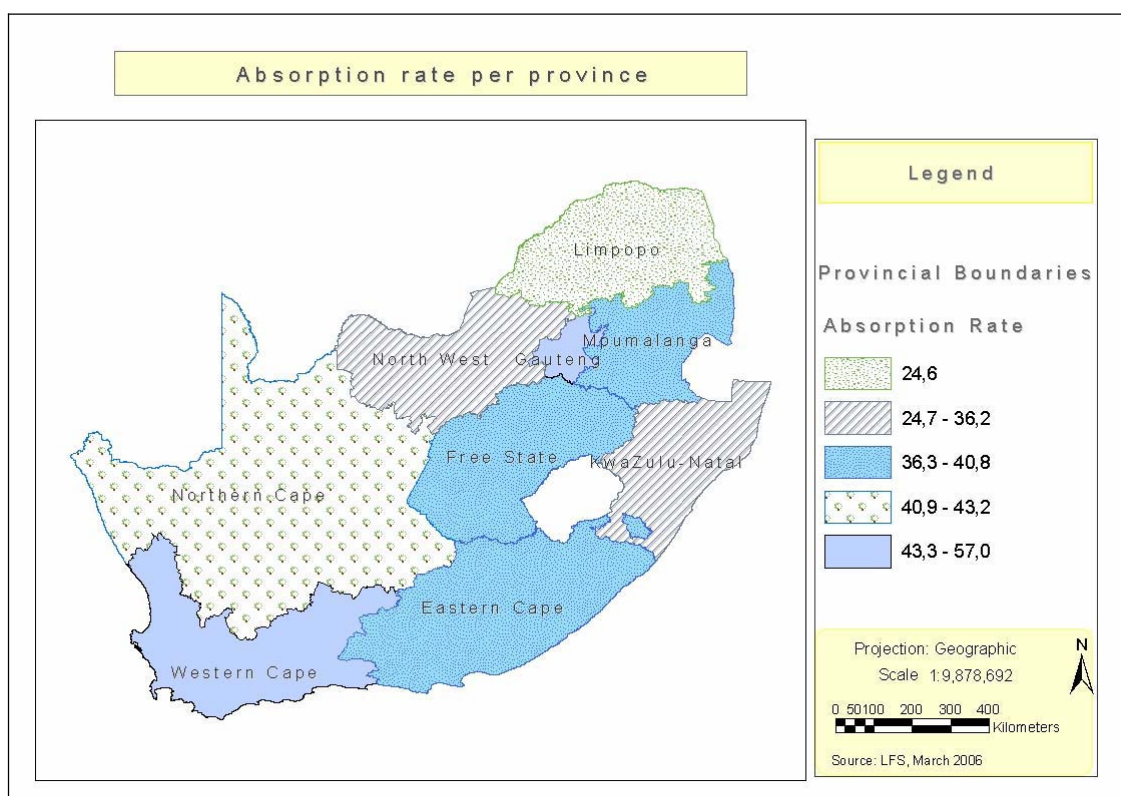 Absorption rate per province
Limpopo
North West
Gauteng
Mpumalanga
Free State
KwaZulu-Natal
Northern Cape
Eastern Cape
Western Cape
Legend
Provincial Boundaries
Absorption Rate
24,6
24,7 - 36,2
36,3 - 40,8
40,9 - 43,2
43,3 - 57,0
Projection: Geographic
Scale 1:9,878,692
N
0 50 100 200 300 400
Kilometers
Source: LFS, March 2006